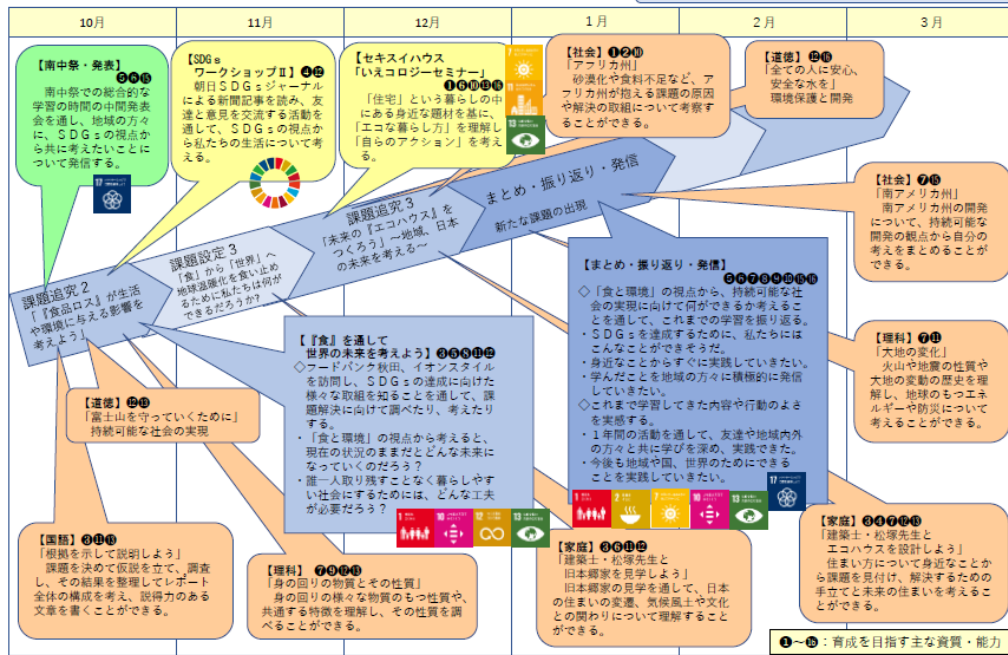 10月
11月
12月
1月
2月
3月
【南中祭・発表】
❺❻⓯
南中祭での総合的な
学習の時間の中間発表
会を通し、地域の方々
に、ＳＤＧｓの視点か
ら共に考えたいことに
ついて発信する。
【SDGｓ
ワークショップⅡ】❹⓬
朝日ＳＤＧｓジャーナル
による新聞記事を読み、友
達と意見を交流する活動を
通して、ＳＤＧｓの視点か
ら私たちの生活について考
える。
【セキスイハウス
「いえコロジーセミナー」
❶❻❿⓭⓰
「住宅」という暮らしの中
にある身近な題材を基に、
「エコな暮らし方」を理解し
「自らのアクション」を考え
る。
【社会】 ❶❷❿
「アフリカ州」
砂漠化や食料不足など、ア
フリカ州が抱える課題の原因
や解決の取組について考察す
ることができる。
【道徳】⓬⓰
「全ての人に安心、
安全な水を」
環境保護と開発
課題追究２
「『食品ロス』が生活
や環境に与える影響を
考えよう」
課題設定３
「食」から「世界」へ
地球温暖化を食い止め
るために私たちは何が
できるだろうか?
課題追究３
「未来の『エコハウス』を
つくろう」～地域、日本
の未来を考える～
まとめ・振り返り・発信
新たな課題の出現
【社会】 ❼⓯
「南アメリカ州」
南アメリカ州の開発
について、持続可能な
開発の観点から自分の
考えをまとめることが
できる。
【『食』を通して
世界の未来を考えよう】❸❺❽⓫⓬
◇フードバンク秋田、イオンスタイル
を訪問し、ＳＤＧｓの達成に向けた
様々な取組を知ることを通して、課
題解決に向けて調べたり、考えたり
する。
・「食と環境」の視点から考えると、
現在の状況のままだとどんな未来に
なっていくのだろう？
・誰一人取り残すことなく暮らしやす
い社会にするためには、どんな工夫
が必要だろう？
【まとめ・振り返り・発信】
❺❻❼❽❾❿⓯⓰
◇「食と環境」の視点から、持続可能な社
会の実現に向けて何ができるか考えるこ
とを通して、これまでの学習を振り返る。
・ＳＤＧｓを達成するために、私たちには
こんなことができそうだ。
・身近なことからすぐに実践していきたい。
・学んだことを地域の方々に積極的に発信
していきたい。
◇これまで学習してきた内容や行動のよさ
を実感する。
・１年間の活動を通して、友達や地域内外
の方々と共に学びを深め、実践できた。
・今後も地域や国、世界のためにできる
ことを実践していきたい。
【理科】 ❼⓫
「大地の変化」
火山や地震の性質や
大地の変動の歴史を理
解し、地球のもつエネ
ルギーや防災について
考えることができる。
【道徳】⓬⓭
「富士山を守っていくために」
持続可能な社会の実現
【国語】 ❸⓫⓭
「根拠を示して説明しよう」
課題を決めて仮説を立て、調査
し、その結果を整理してレポート
全体の構成を考え、説得力のある
文章を書くことができる。
【理科】 ❼❾⓬⓭
「身の回りの物質とその性質」
身の回りの様々な物質のもつ性質や、
共通する特徴を理解し、その性質を調
べることができる。
【家庭】 ❸❻⓫⓬
「建築士・松塚先生と
旧本郷家を見学しよう」
旧本郷家の見学を通して、日本
の住まいの変遷、気候風土や文化
との関わりについて理解すること
ができる。
【家庭】 ❸❹❼⓬⓭
「建築士・松塚先生と
エコハウスを設計しよう」
住まい方について身近なことか
ら課題を見付け、解決するための
手立てと未来の住まいを考えるこ
とができる。
❶～⓰：育成を目指す主な資質・能力
17
7
11
13
1
10
12
13
1
2
7
10
13
17